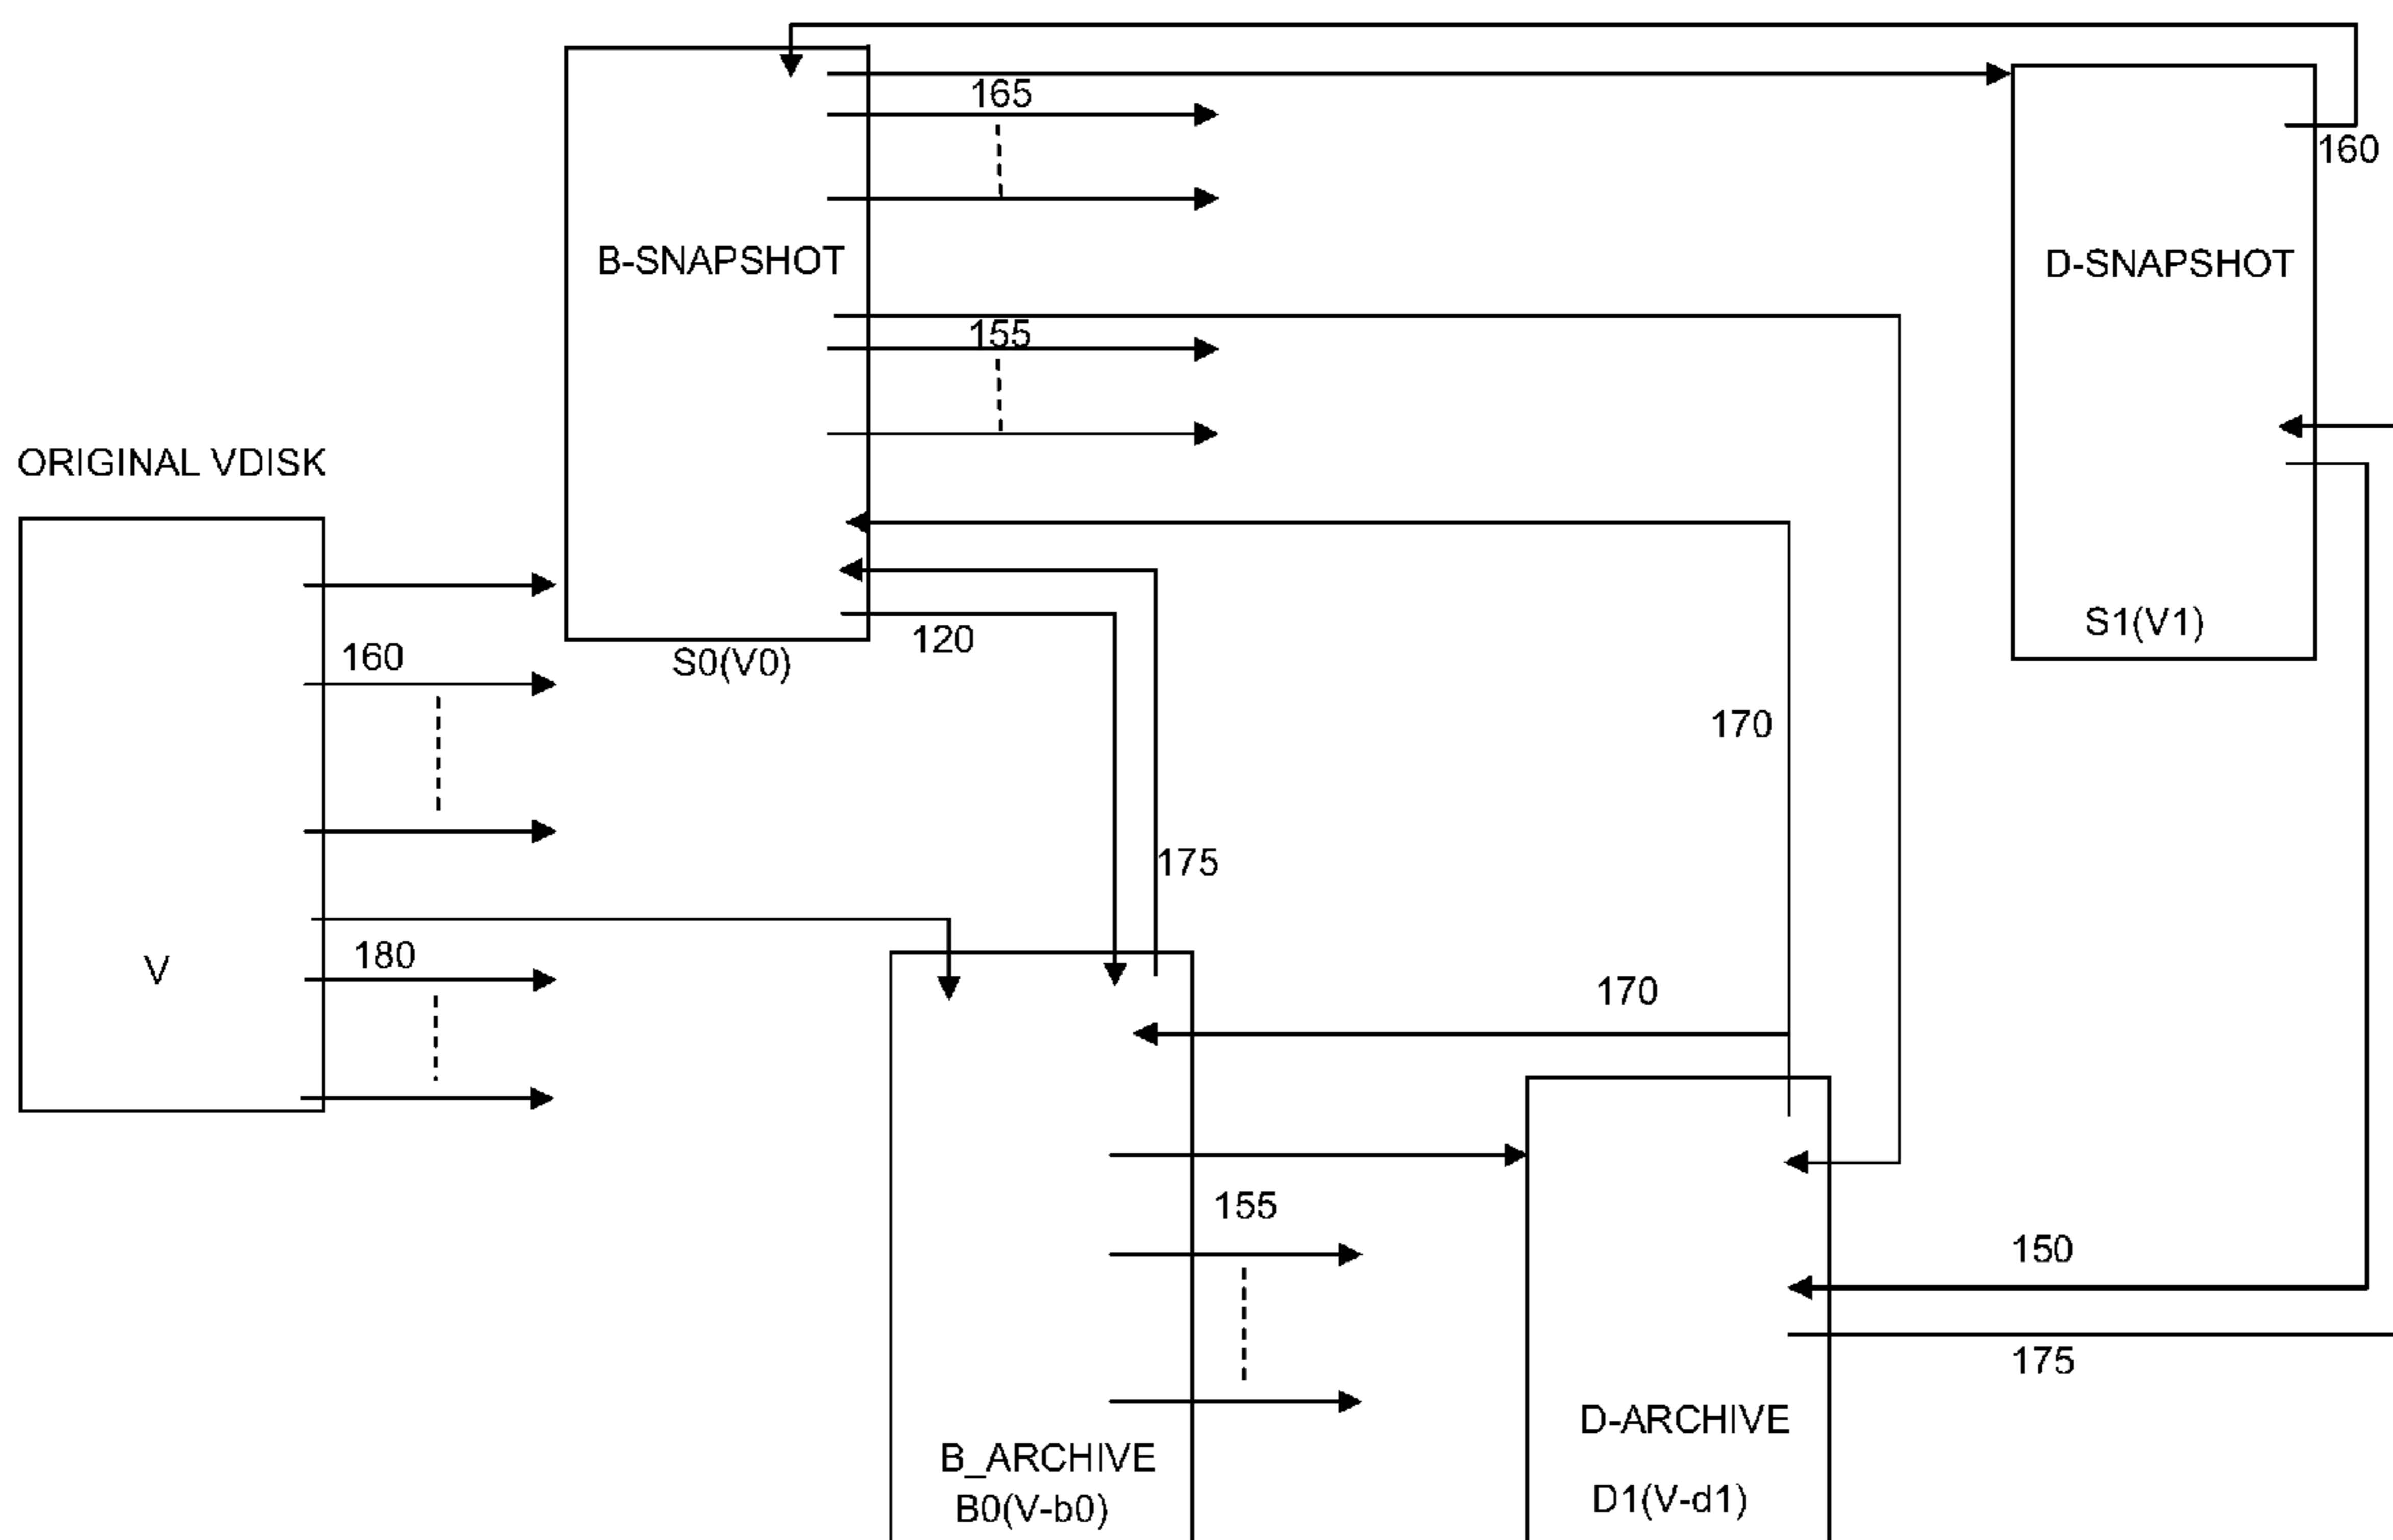 165
160
B-SNAPSHOT
D-SNAPSHOT
155
ORIGINAL VDISK
S1(V1)
120
160
S0(V0)
170
175
180
V
170
155
150
175
D-ARCHIVE
B_ARCHIVE
D1(V-d1)
B0(V-b0)